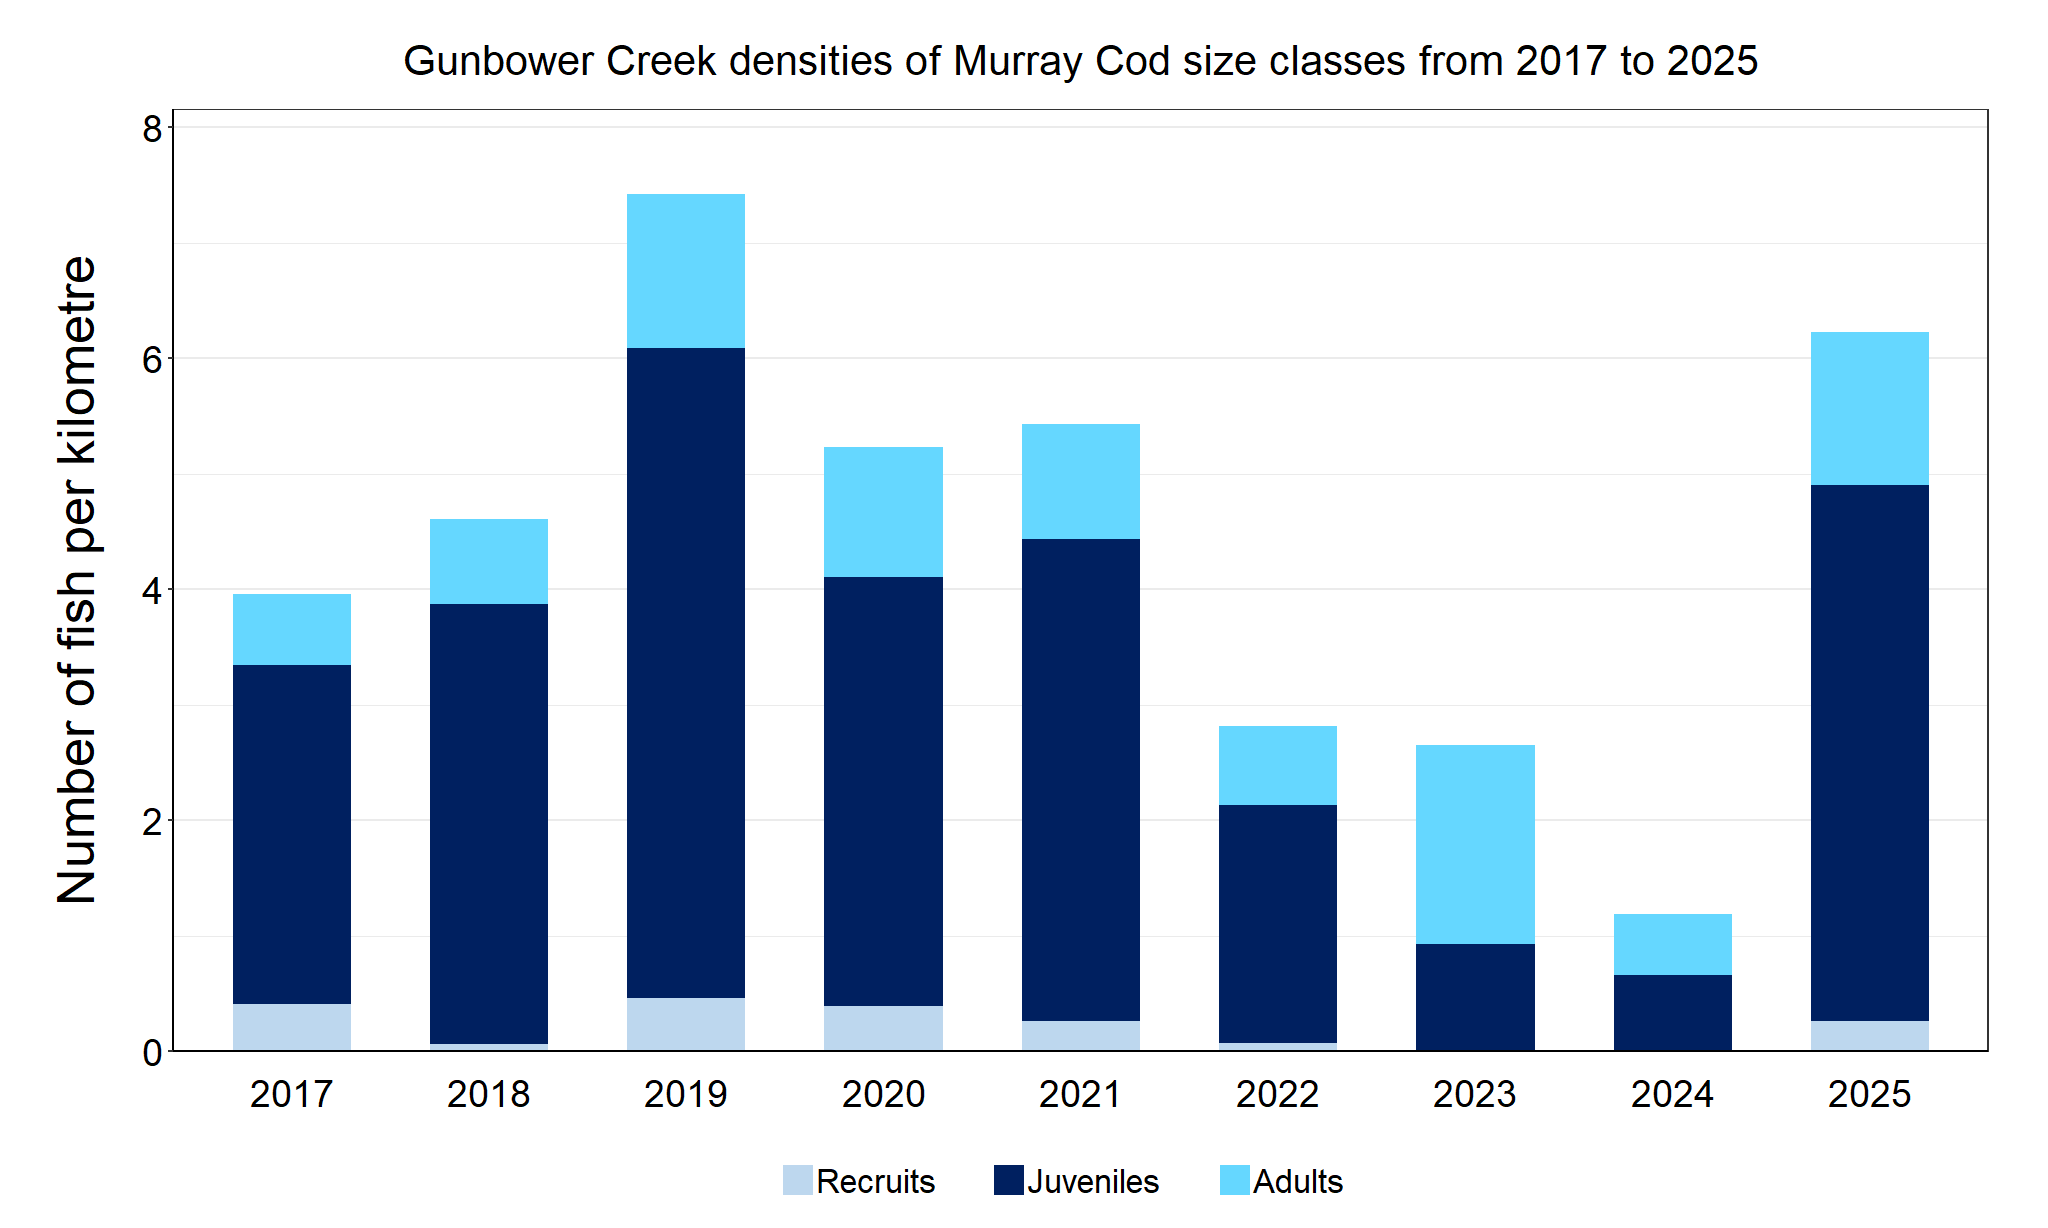 Gunbower Creek densities of Murray Cod size classes from 2017 to 2025
Number of fish per kilometre
8
6
4
2
0
2017 2018 2019 2020 2021 2022 2023 2024 2025
Recruits Juveniles Adults